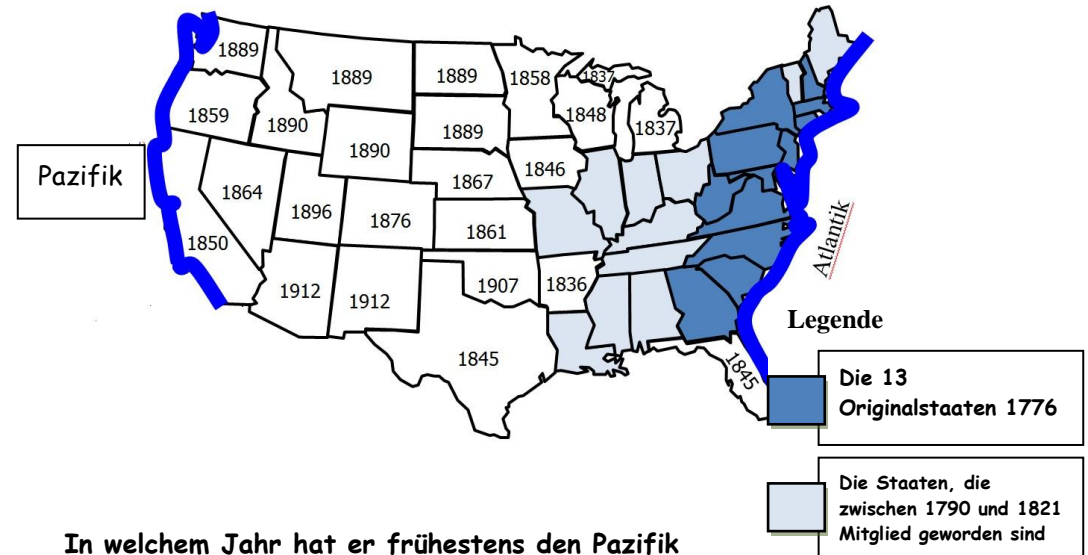 1889
1889
1889
1858
1837
1859
1890
1889
1848
1837
Pazifik
1890
1846
1864
1867
1896
1876
1861
1850
Atlantik
1912
1912
1907
1836
Legende
1845
1845
Die 13
Originalstaaten 1776
Die Staaten, die
zwischen 1790 und 1821
Mitglied geworden sind
In welchem Jahr hat er frühestens den Pazifik